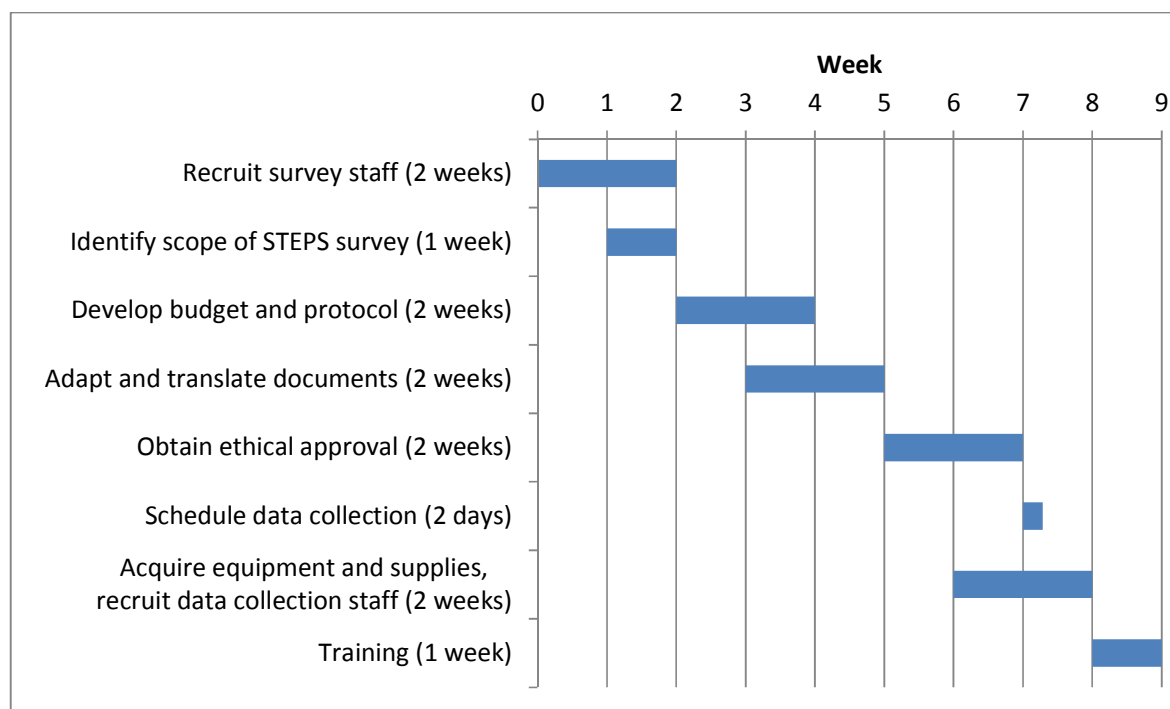 Week
0 1 2 3 4 5 6 7 8 9
Recruit survey staff (2 weeks)
Identify scope of STEPS survey (1 week)
Develop budget and protocol (2 weeks)
Adapt and translate documents (2 weeks)
Obtain ethical approval (2 weeks)
Schedule data collection (2 days)
Acquire equipment and supplies,
recruit data collection staff (2 weeks)
Training (1 week)